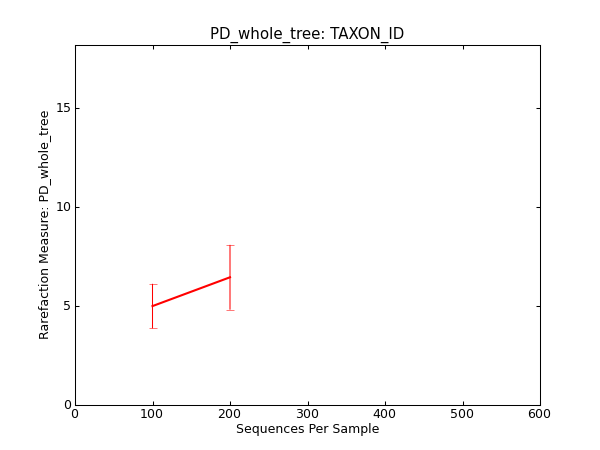 PD_whole_tree: TAXON_ID
Rarefaction Measure: PD_whole_tree
15
10
5
0
0 100 200 300 400 500 600
Sequences Per Sample